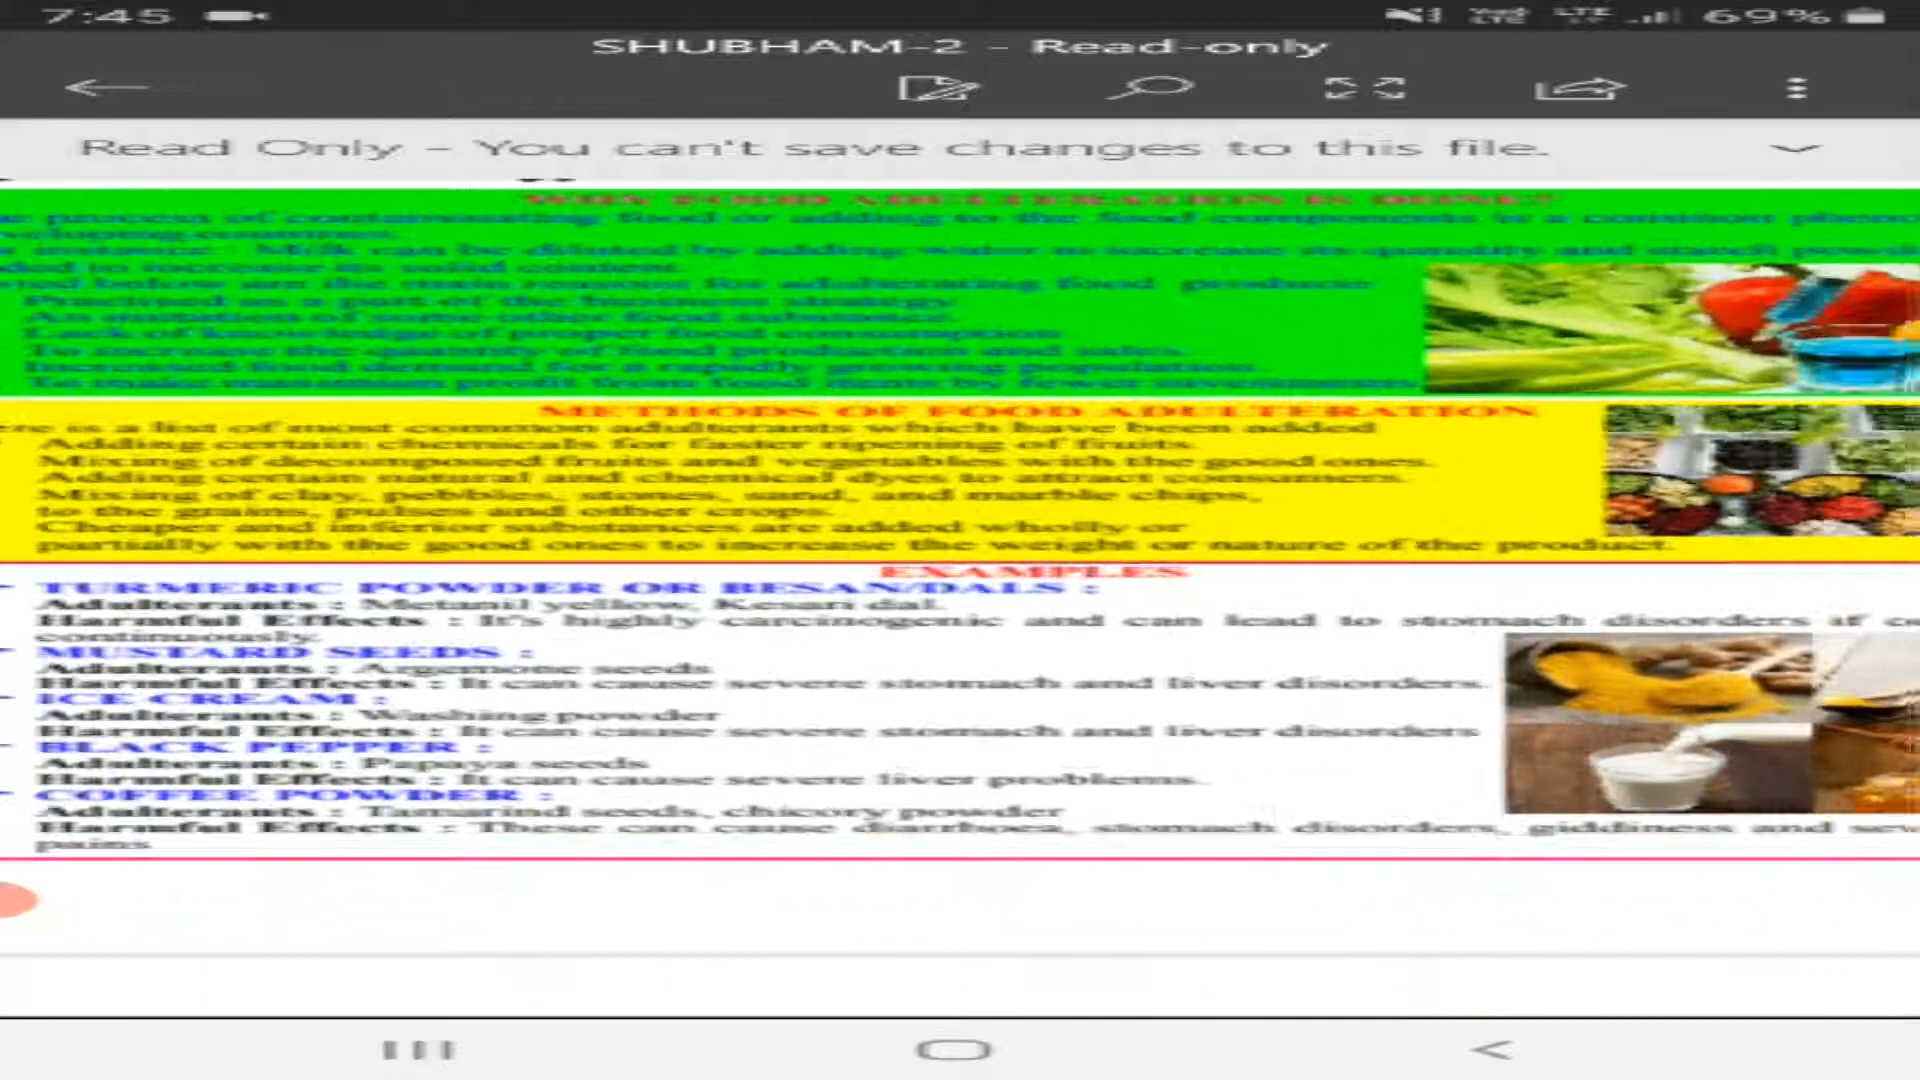 7:45
69%
SHUBHAM-2 - Read-only
Read Only - You can't save changes to this file.
WHY FOOD ADULTERATION IS DONE?
process of contaminating food or adding to the food components is a common
developing countries.
instance : Milk can be diluted by adding water to increase its quantity and starch
to increase its solid content.
below are the main reasons for adulterating food produce
Practised as a part of the business strategy
An imitation of some other food substance.
Lack of knowledge of proper food consumption
To increase the quantity of food production and sales.
Increased food demand for a rapidly growing population.
To make maximum profit from food items by fewer investments.
METHODS OF FOOD ADULTERATION
is a list of most common adulterants which have been added
Adding certain chemicals for faster ripening of fruits.
Mixing of decomposed fruits and vegetables with the good ones.
Adding certain natural and chemical dyes to attract consumers.
Mixing of clay, pebbles, stones, sand, and marble chips,
to the grains, pulses and other crops.
Cheaper and inferior substances are added wholly or
partially with the good ones to increase the weight or nature of the product.
EXAMPLES
TURMERIC POWDER OR BESAN/DALS :
Adulterants : Metanil yellow, Kesari dal.
Harmful Effects : It's highly carcinogenic and can lead to stomach disorders if
continuously.
MUSTARD SEEDS :
Adulterants : Argemone seeds
Harmful Effects : It can cause severe stomach and liver disorders.
ICE CREAM :
Adulterants : Washing powder
Harmful Effects : It can cause severe stomach and liver disorders
BLACK PEPPER :
Adulterants : Papaya seeds
Harmful Effects : It can cause severe liver problems.
COFFEE POWDER :
Adulterants : Tamarind seeds, chicory powder
Harmful Effects : These can cause diarrhoea, stomach disorders, giddiness and
pains